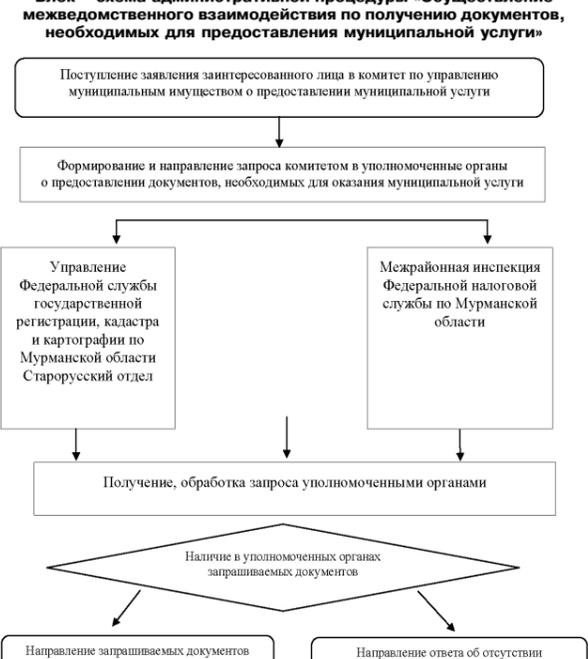 Блок – схема административной процедуры «Осуществление
межведомственного взаимодействия по получению документов,
необходимых для предоставления муниципальной услуги»
Поступление заявления заинтересованного лица в комитет по управлению
муниципальным имуществом о предоставлении муниципальной услуги
Формирование и направление запроса комитетом в уполномоченные органы
о предоставлении документов, необходимых для оказания муниципальной услуги
Управление
Федеральной службы
государственной
регистрации, кадастра
и картографии по
Мурманской области
Старорусский отдел
Межрайонная инспекция
Федеральной налоговой
службы по Мурманской
области
Получение, обработка запроса уполномоченными органами
Наличие в уполномоченных органах
запрашиваемых документов
Направление запрашиваемых документов
Направление ответа об отсутствии